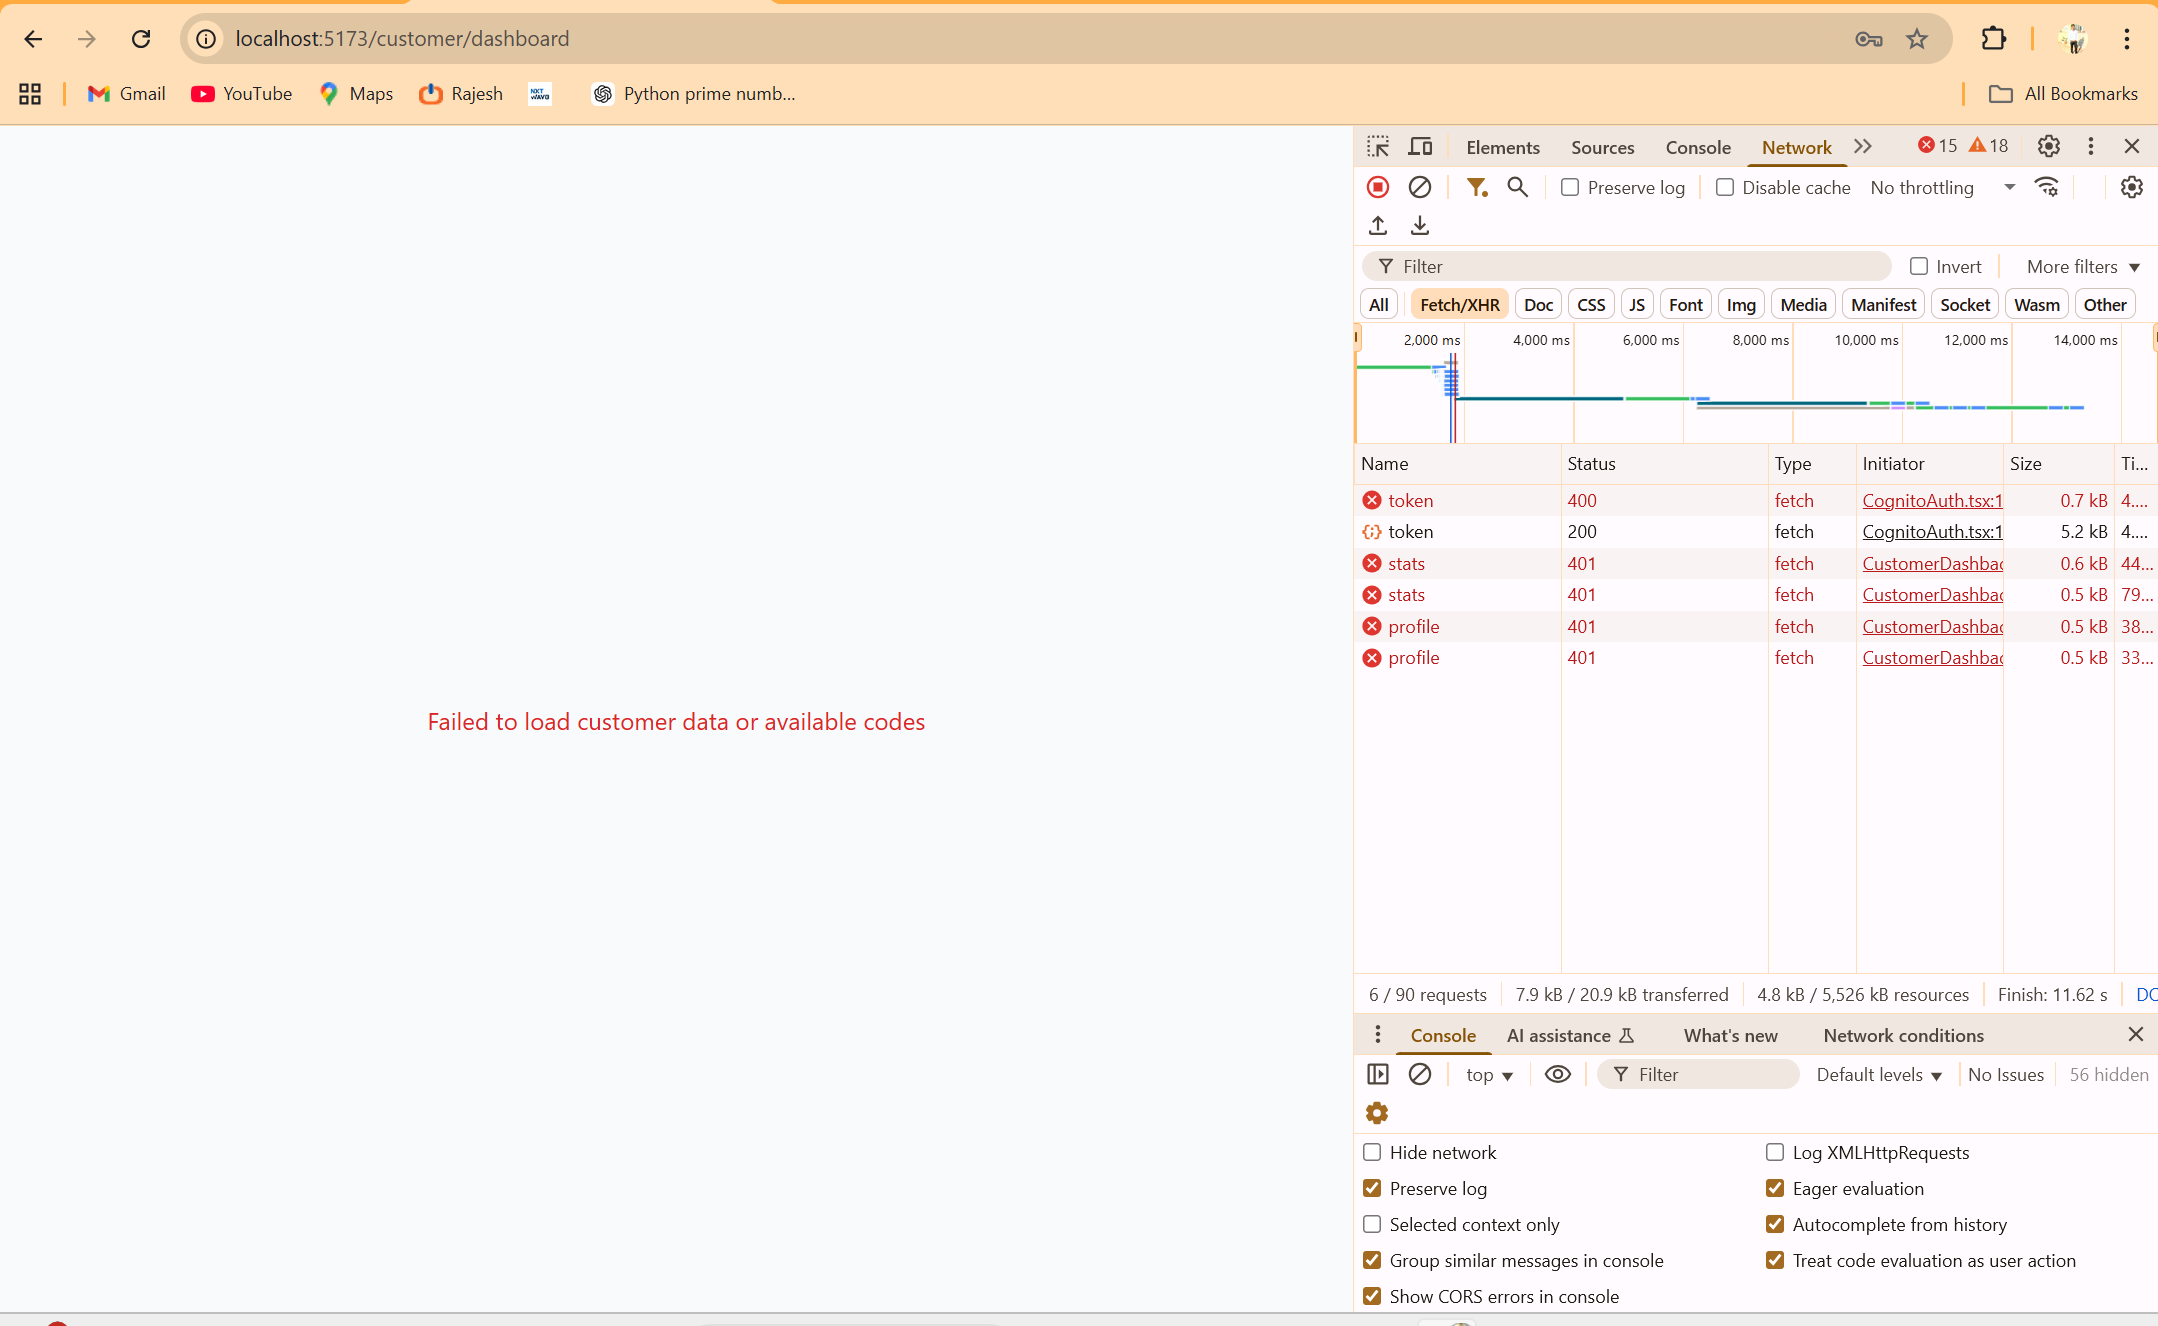 localhost:5173/customer/dashboard
Gmail
YouTube
Maps
Rajesh
NXT WAVE
Python prime numb...
All Bookmarks
Failed to load customer data or available codes
Elements Sources Console Network 15 18
Preserve log Disable cache No throttling
Filter Invert More filters
All Fetch/XHR Doc CSS JS Font Img Media Manifest Socket Wasm Other
2,000 ms 4,000 ms 6,000 ms 8,000 ms 10,000 ms 12,000 ms 14,000 ms
Name Status Type Initiator Size Ti...
token 400 fetch CognitoAuth.tsx:1 0.7 kB 4....
token 200 fetch CognitoAuth.tsx:1 5.2 kB 4....
stats 401 fetch CustomerDashboa 0.6 kB 44...
stats 401 fetch CustomerDashboa 0.5 kB 79...
profile 401 fetch CustomerDashboa 0.5 kB 38...
profile 401 fetch CustomerDashboa 0.5 kB 33...
6 / 90 requests 7.9 kB / 20.9 kB transferred 4.8 kB / 5,526 kB resources Finish: 11.62 s DO
Console AI assistance What's new Network conditions
top Filter Default levels No Issues 56 hidden
Hide network Log XMLHttpRequests
Preserve log Eager evaluation
Selected context only Autocomplete from history
Group similar messages in console Treat code evaluation as user action
Show CORS errors in console